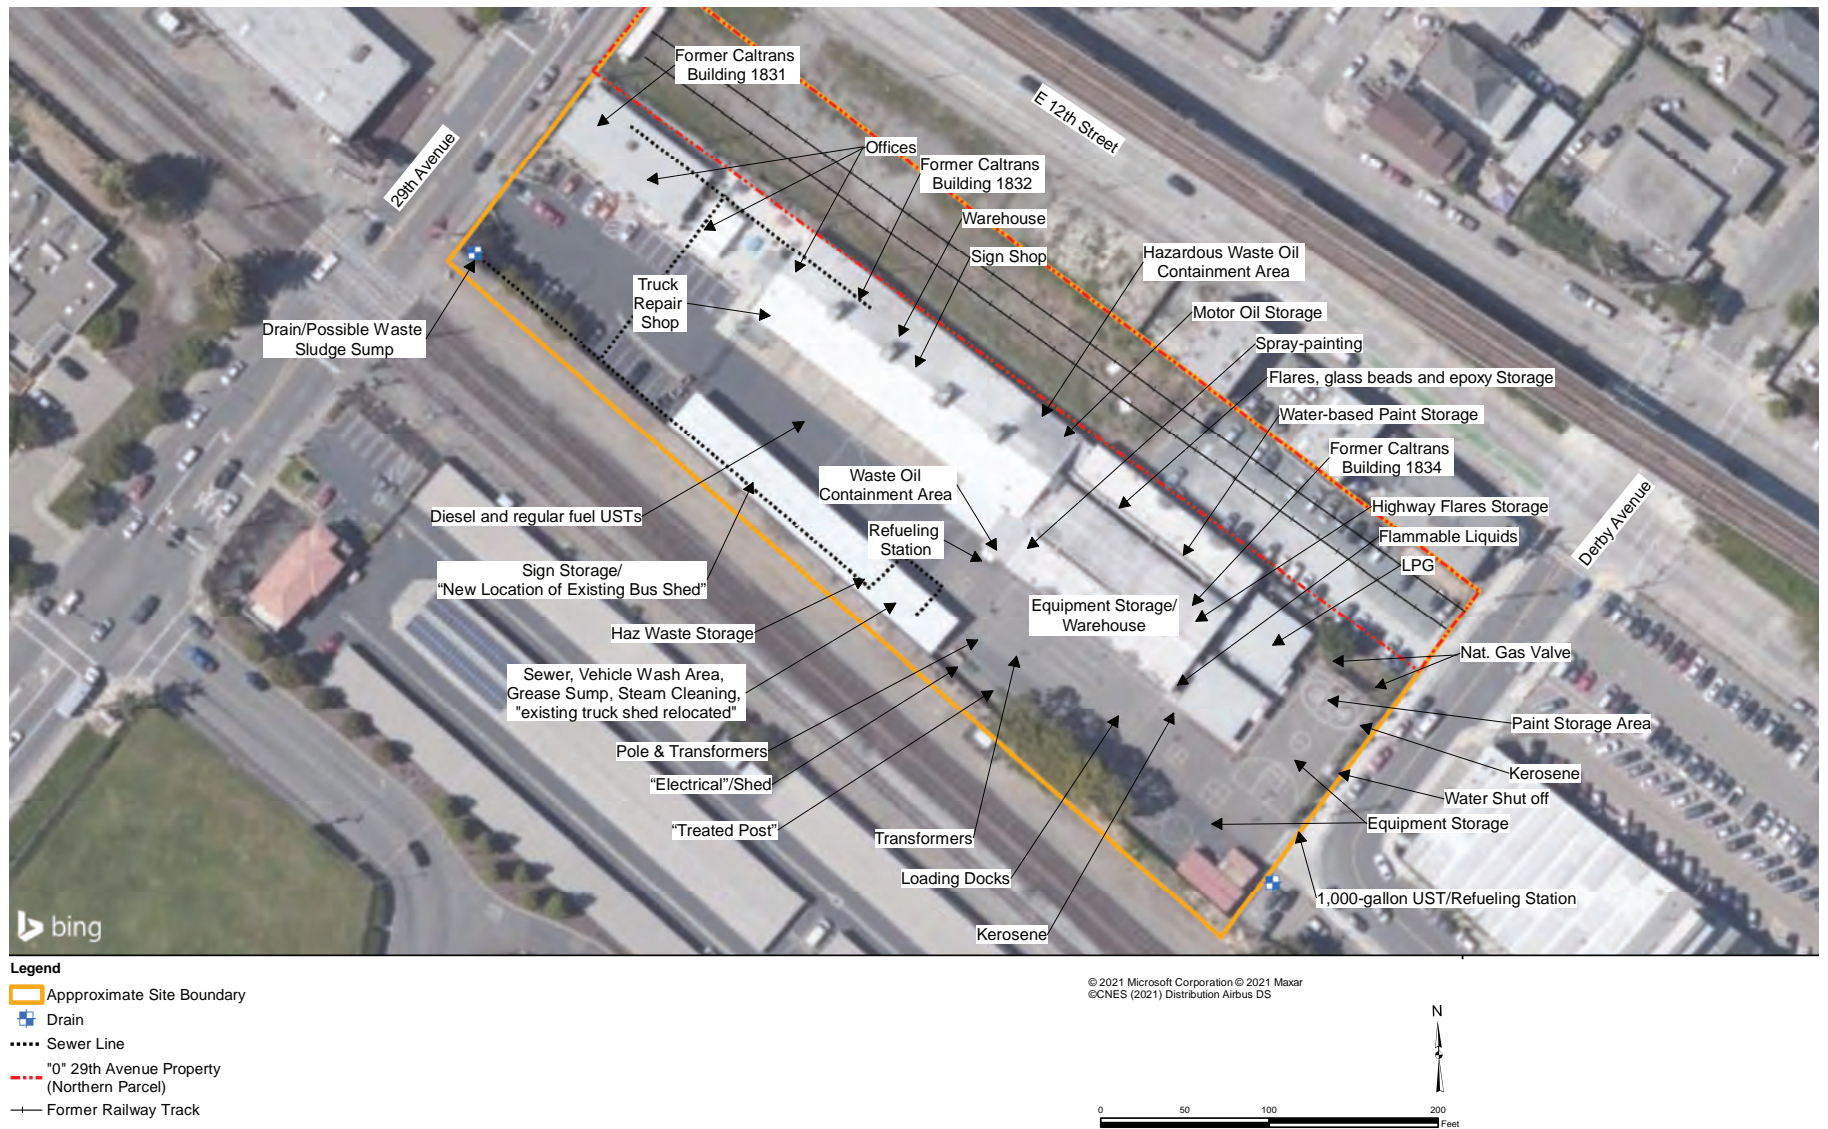 Former Caltrans
Building 1831
E 12th Street
29th Avenue
Offices
Former Caltrans
Building 1832
Warehouse
Sign Shop
Hazardous Waste Oil
Containment Area
Truck
Repair
Shop
Motor Oil Storage
Drain/Possible Waste
Sludge Sump
Spray-painting
Flares, glass beads and epoxy Storage
Water-based Paint Storage
Former Caltrans
Building 1834
Waste Oil
Containment Area
Derby Avenue
Highway Flares Storage
Diesel and regular fuel USTs
Refueling
Station
Flammable Liquids
LPG
Sign Storage/
“New Location of Existing Bus Shed”
Equipment Storage/
Warehouse
Haz Waste Storage
Nat. Gas Valve
Sewer, Vehicle Wash Area,
Grease Sump, Steam Cleaning,
"existing truck shed relocated"
Paint Storage Area
Pole & Transformers
Kerosene
“Electrical”/Shed
Water Shut off
“Treated Post”
Equipment Storage
Transformers
Loading Docks
1,000-gallon UST/Refueling Station
Kerosene
bing
Legend
Appproximate Site Boundary
Drain
Sewer Line
"0" 29th Avenue Property
(Northern Parcel)
Former Railway Track
© 2021 Microsoft Corporation © 2021 Maxar
©CNES (2021) Distribution Airbus DS
N
0 50 100 200
Feet